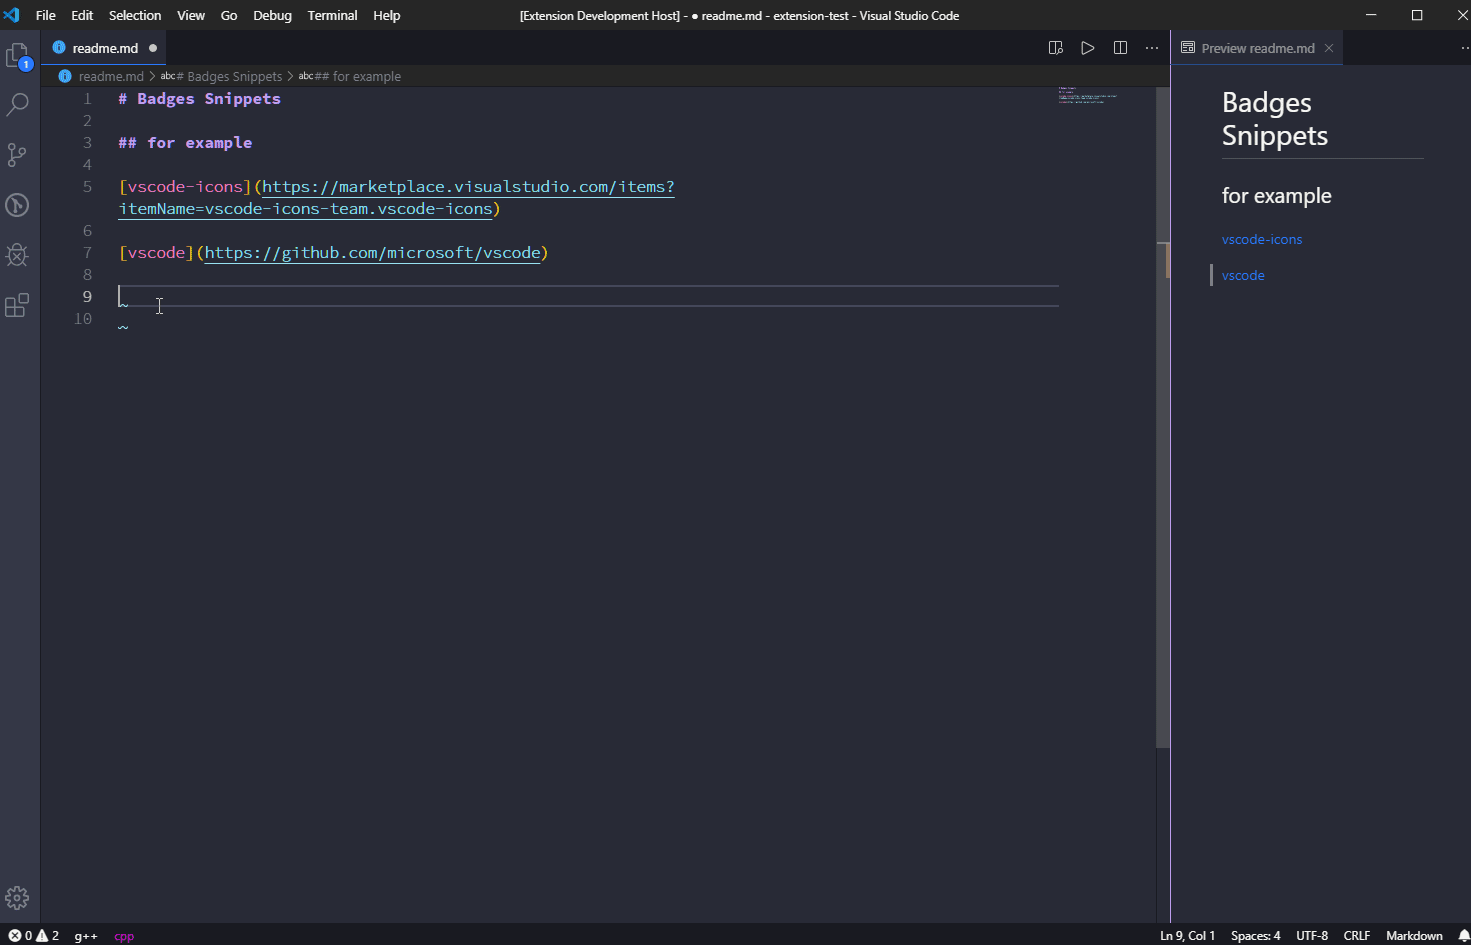 File Edit Selection View Go Debug Terminal Help
[Extension Development Host] - ● readme.md - extension-test - Visual Studio Code
1
readme.md
readme.md > abc# Badges Snippets > abc## for example
1 # Badges Snippets
2
3 ## for example
4
5 [vscode-icons](https://marketplace.visualstudio.com/items?
itemName=vscode-icons-team.vscode-icons)
6
7 [vscode](https://github.com/microsoft/vscode)
8
9
10
Preview readme.md
Badges
Snippets
for example
vscode-icons
vscode
0 2 g++ cpp
Ln 9, Col 1 Spaces: 4 UTF-8 CRLF Markdown